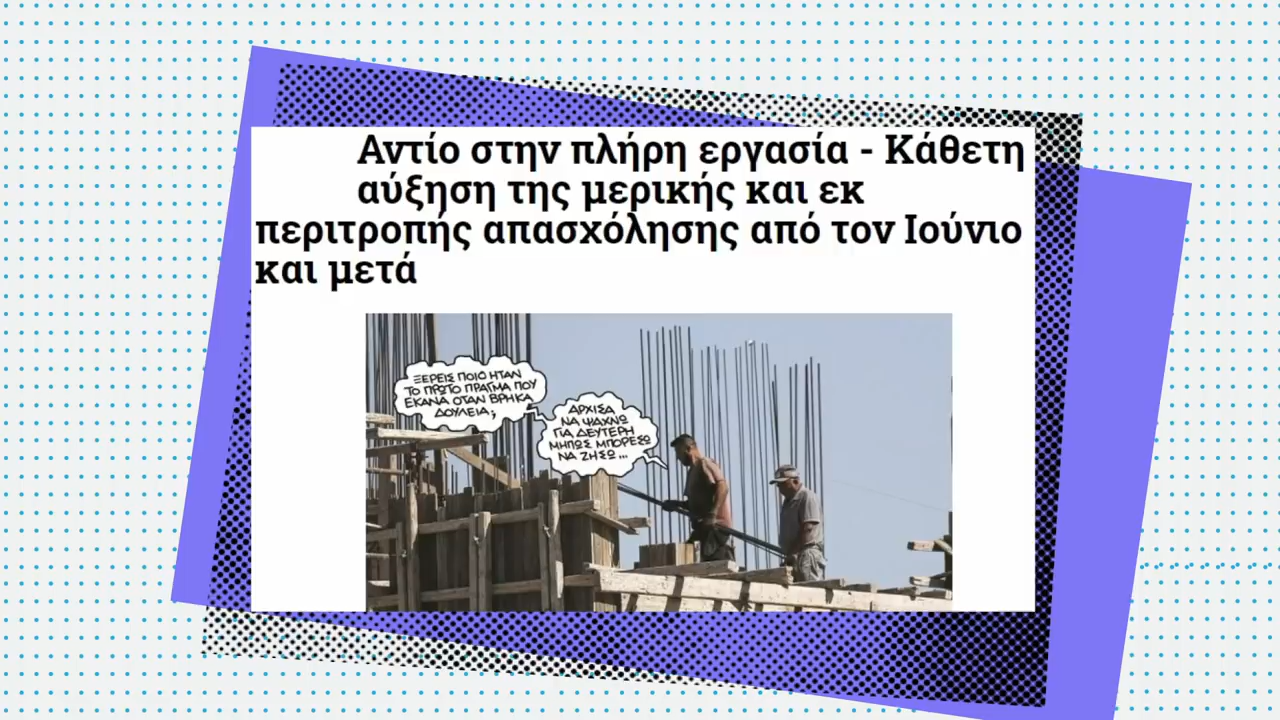 Αντίο στην πλήρη εργασία - Κάθετη
αύξηση της μερικής και εκ
περιτροπής απασχόλησης από τον Ιούνιο
και μετά
ΞΕΡΕΙΣ ΠΟΙΟ ΗΤΑΝ
ΤΟ ΠΡΩΤΟ ΠΡΑΓΜΑ ΠΟΥ
ΕΚΑΝΑ ΟΤΑΝ ΒΡΗΚΑ
ΔΟΥΛΕΙΑ;
ΑΡΧΙΣΑ
ΝΑ ΨΑΧΝΩ
ΓΙΑ ΔΕΥΤΕΡΗ
ΜΗΠΩΣ ΜΠΟΡΕΣΩ
ΝΑ ΖΗΣΩ...